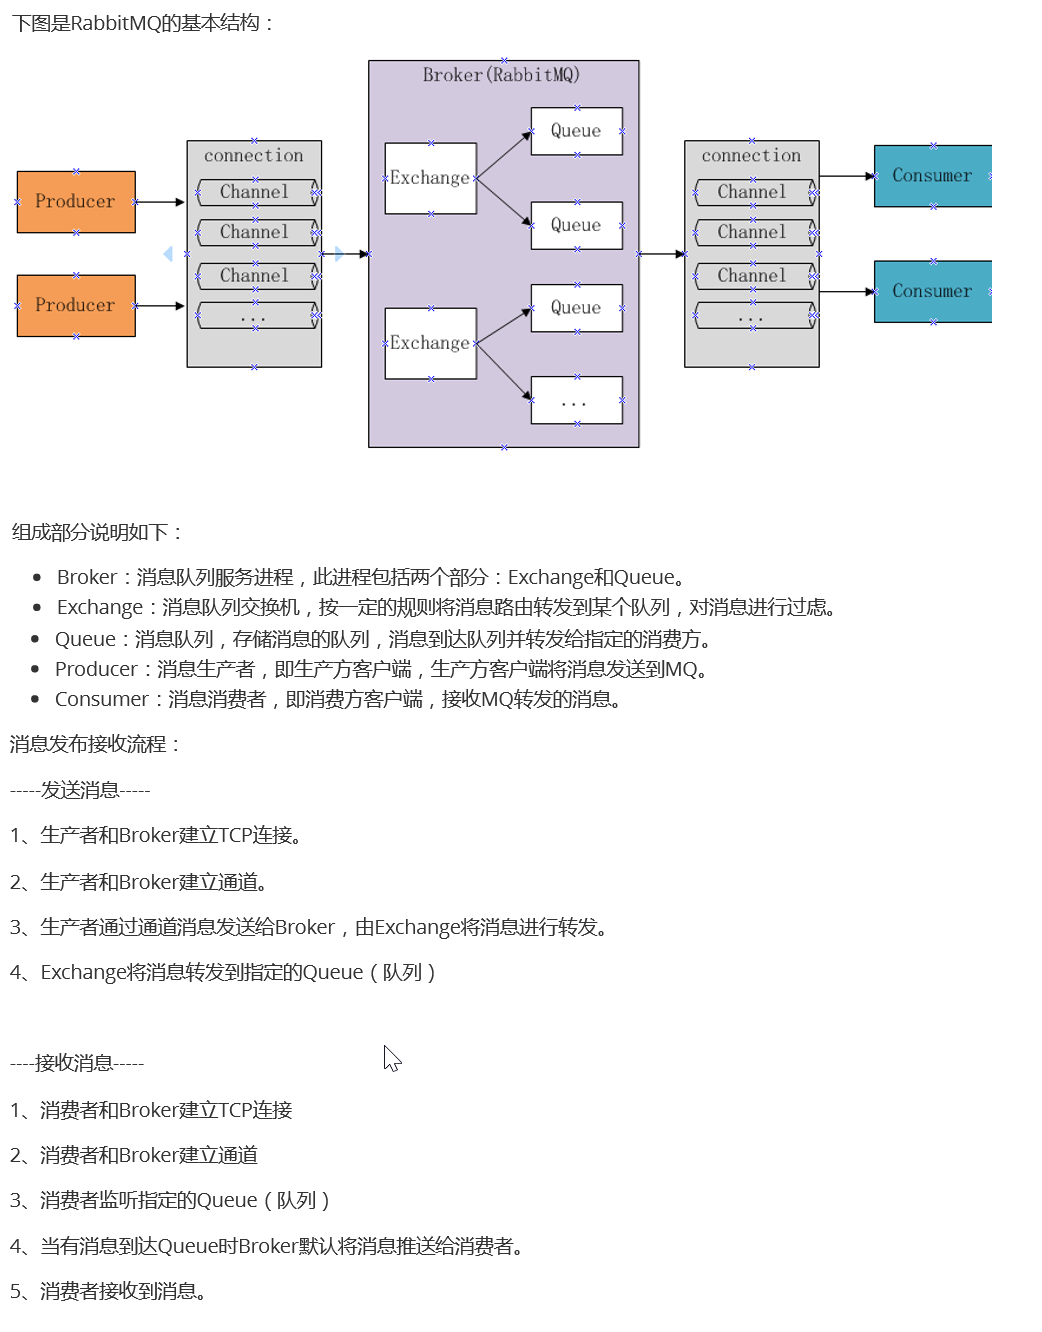 下图是RabbitMQ的基本结构：
Broker(RabbitMQ)
Queue
connection
connection
Exchange
Channel
Channel
Consumer
Producer
Queue
Channel
Channel
Channel
Channel
Queue
Consumer
Producer
...
...
Exchange
...
组成部分说明如下：
Broker：消息队列服务进程，此进程包括两个部分：Exchange和Queue。
Exchange：消息队列交换机，按一定的规则将消息路由转发到某个队列，对消息进行过虑。
Queue：消息队列，存储消息的队列，消息到达队列并转发给指定的消费方。
Producer：消息生产者，即生产方客户端，生产方客户端将消息发送到MQ。
Consumer：消息消费者，即消费方客户端，接收MQ转发的消息。
消息发布接收流程：
-----发送消息-----
1、生产者和Broker建立TCP连接。
2、生产者和Broker建立通道。
3、生产者通过通道消息发送给Broker，由Exchange将消息进行转发。
4、Exchange将消息转发到指定的Queue（队列）
----接收消息-----
1、消费者和Broker建立TCP连接
2、消费者和Broker建立通道
3、消费者监听指定的Queue（队列）
4、当有消息到达Queue时Broker默认将消息推送给消费者。
5、消费者接收到消息。